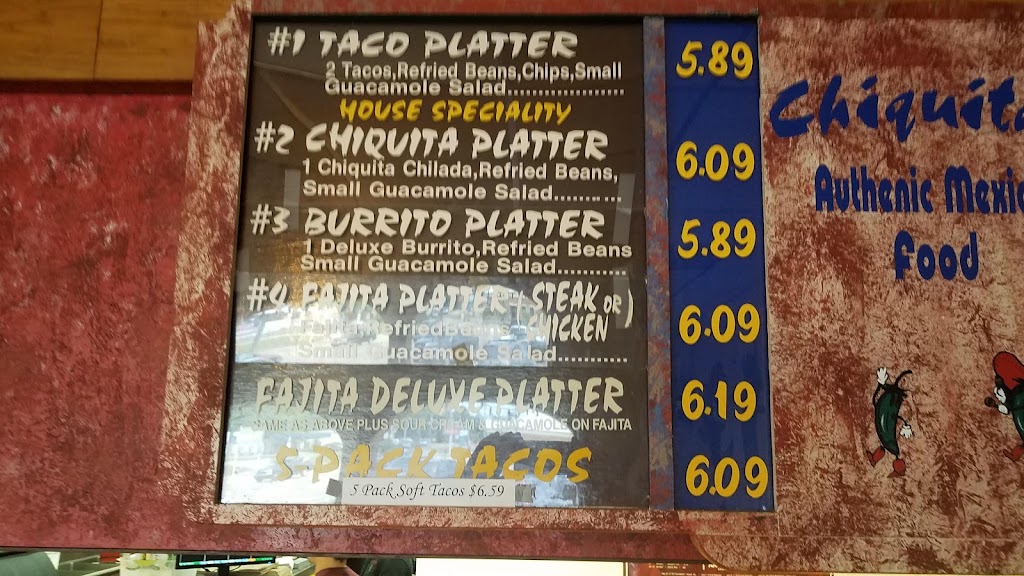 #1 TACO PLATTER 5.89
2 Tacos,Refried Beans,Chips,Small
Guacamole Salad..................
HOUSE SPECIALITY
#2 CHIQUITA PLATTER 6.09
1 Chiquita Chilada,Refried Beans,
Small Guacamole Salad..........
#3 BURRITO PLATTER 5.89
1 Deluxe Burrito,Refried Beans
Small Guacamole Salad...........
#4 FAJITA PLATTER (STEAK OR CHICKEN) 6.09
Fajita,Refried Beans
Small Guacamole Salad...........
FAJITA DELUXE PLATTER 6.19
SAME AS ABOVE PLUS SOUR CREAM & GUACAMOLE ON FAJITA
5-PACK TACOS 6.09
5 Pack Soft Tacos $6.59
Chiquita
Authenic Mexic
Food